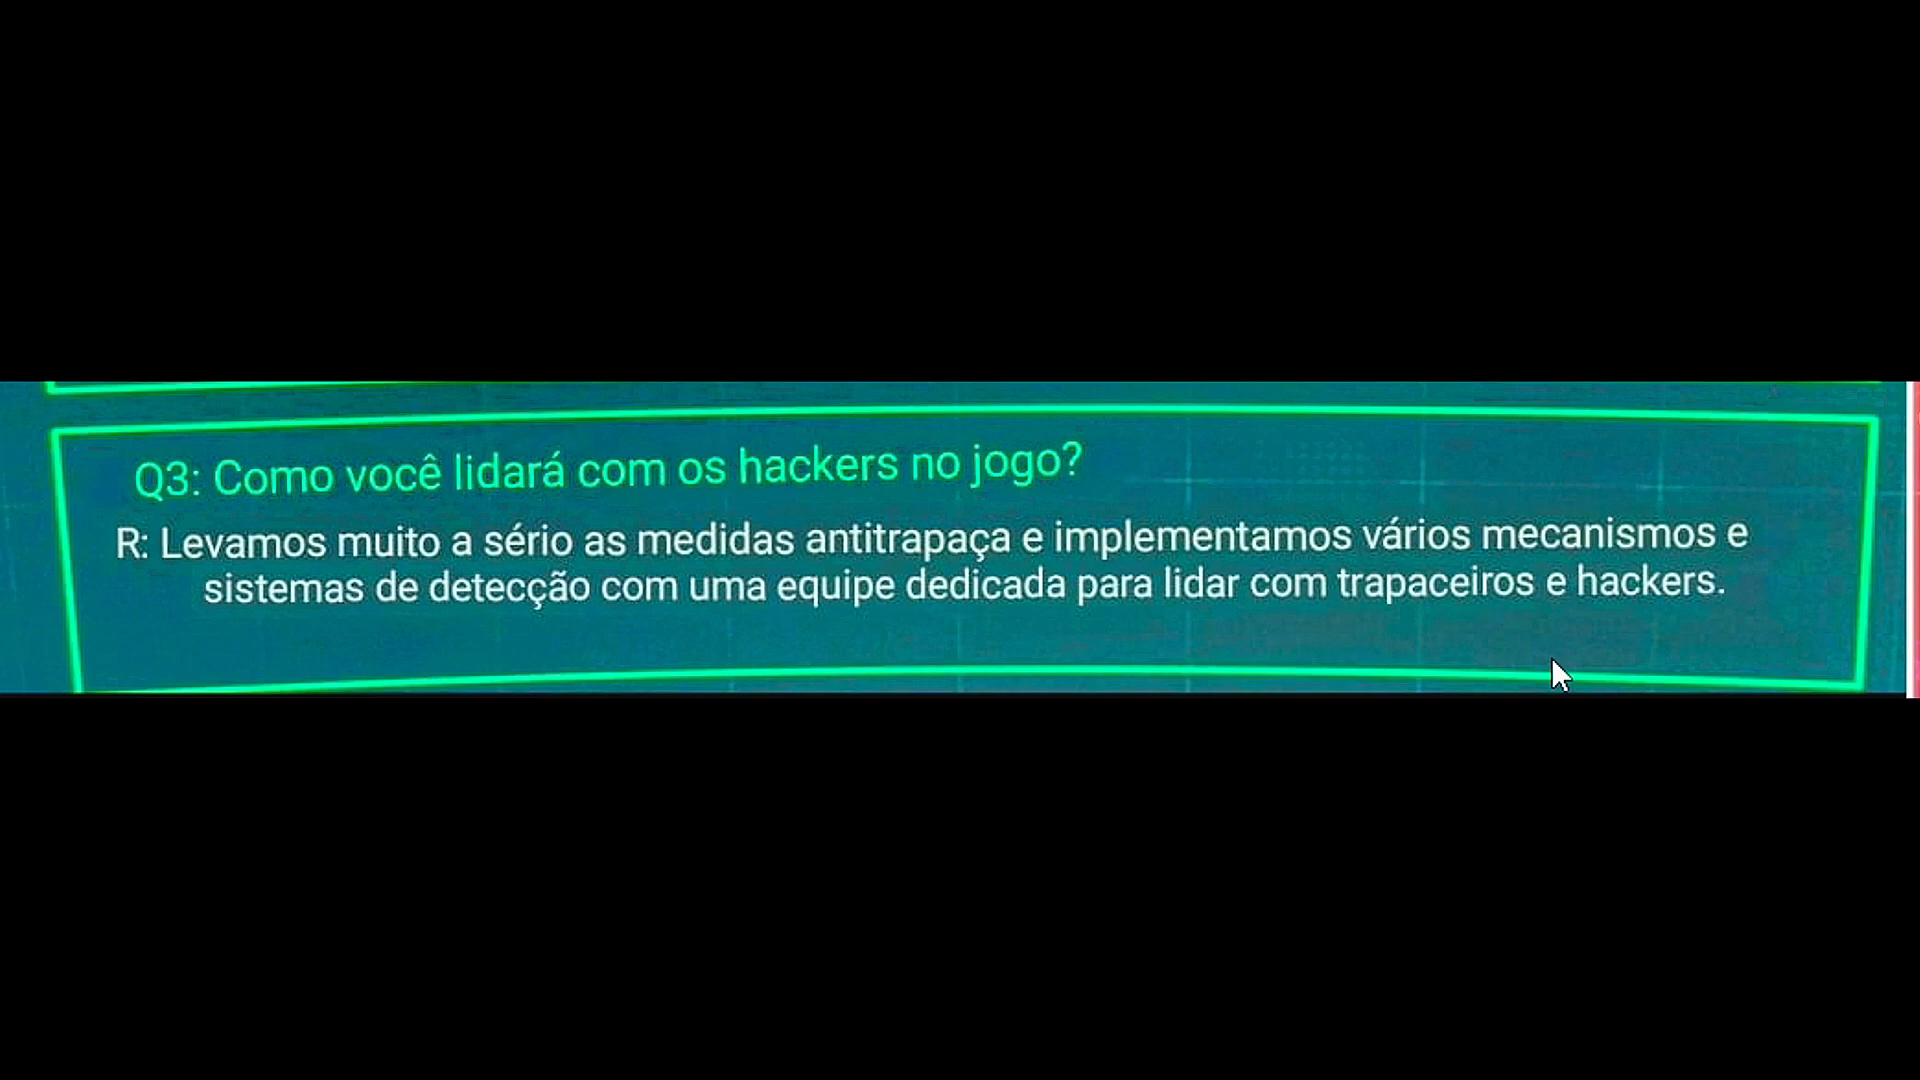 Q3: Como você lidará com os hackers no jogo?
R: Levamos muito a sério as medidas antitrapaça e implementamos vários mecanismos e
sistemas de detecção com uma equipe dedicada para lidar com trapaceiros e hackers.